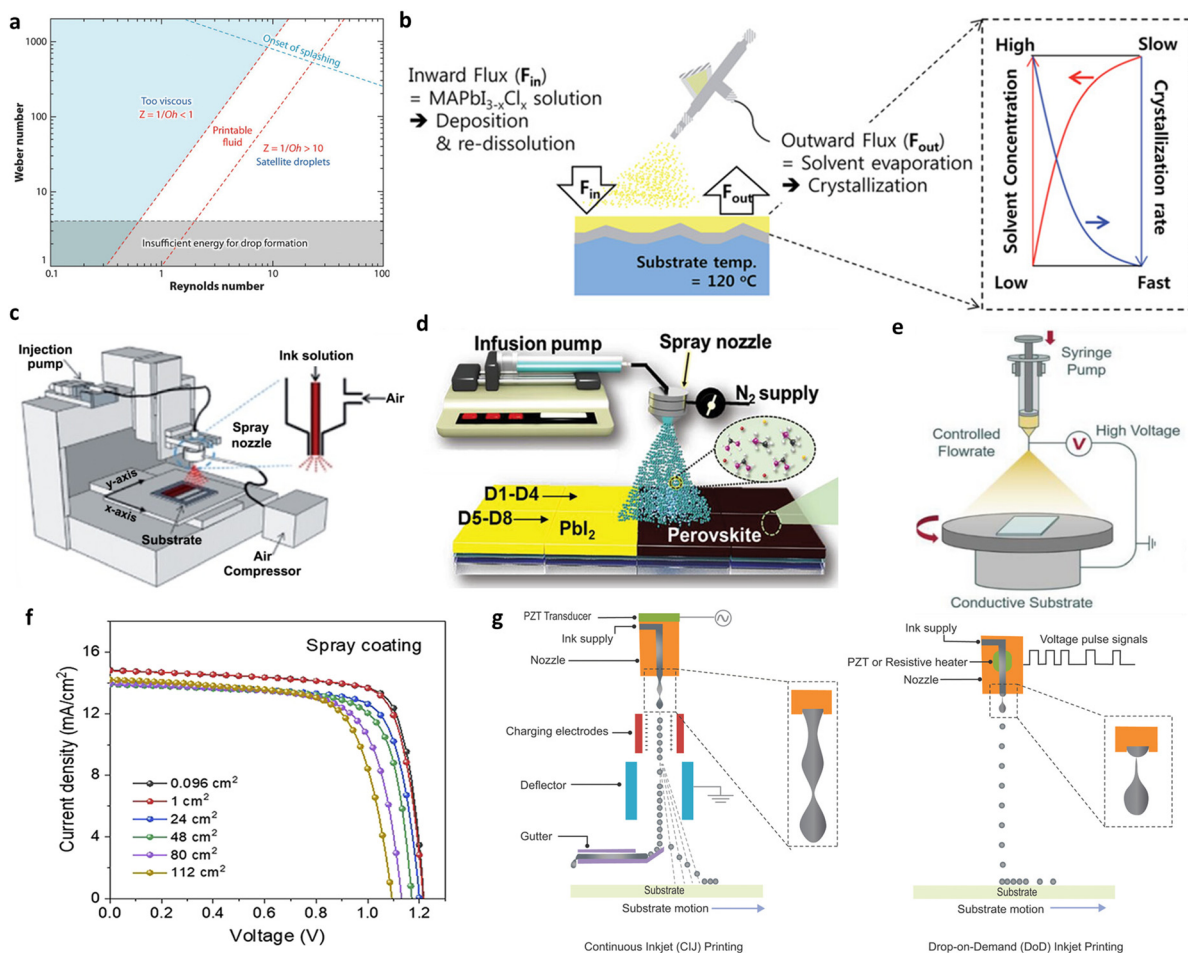 a
1000
100
10
1
0.1
1
10
100
Weber number
Reynolds number
Onset of splashing
Too viscous
Z = 1/Oh < 1
Printable
fluid
Z = 1/Oh > 10
Satellite droplets
Insufficient energy for drop formation
b
Inward Flux (Fin)
= MAPbI3-xClx solution
➔ Deposition
& re-dissolution
Fin
Fout
Outward Flux (Fout)
= Solvent evaporation
➔ Crystallization
Substrate temp.
= 120 °C
High
Slow
Solvent Concentration
Crystallization rate
Low
Fast
c
Injection
pump
Ink solution
Air
Spray
nozzle
y-axis
x-axis
Substrate
Air
Compressor
d
Infusion pump
Spray nozzle
N2 supply
D1-D4
D5-D8
PbI2
Perovskite
e
Syringe
Pump
Controlled
Flowrate
V
High Voltage
Conductive Substrate
f
Spray coating
16
12
8
4
0
0.0
0.2
0.4
0.6
0.8
1.0
1.2
Current density (mA/cm2)
Voltage (V)
0.096 cm2
1 cm2
24 cm2
48 cm2
80 cm2
112 cm2
g
PZT Transducer
Ink supply
Nozzle
Charging electrodes
Deflector
Gutter
Substrate
Substrate motion
Continuous Inkjet (CIJ) Printing
Ink supply
PZT or Resistive heater
Nozzle
Voltage pulse signals
Substrate
Substrate motion
Drop-on-Demand (DoD) Inkjet Printing